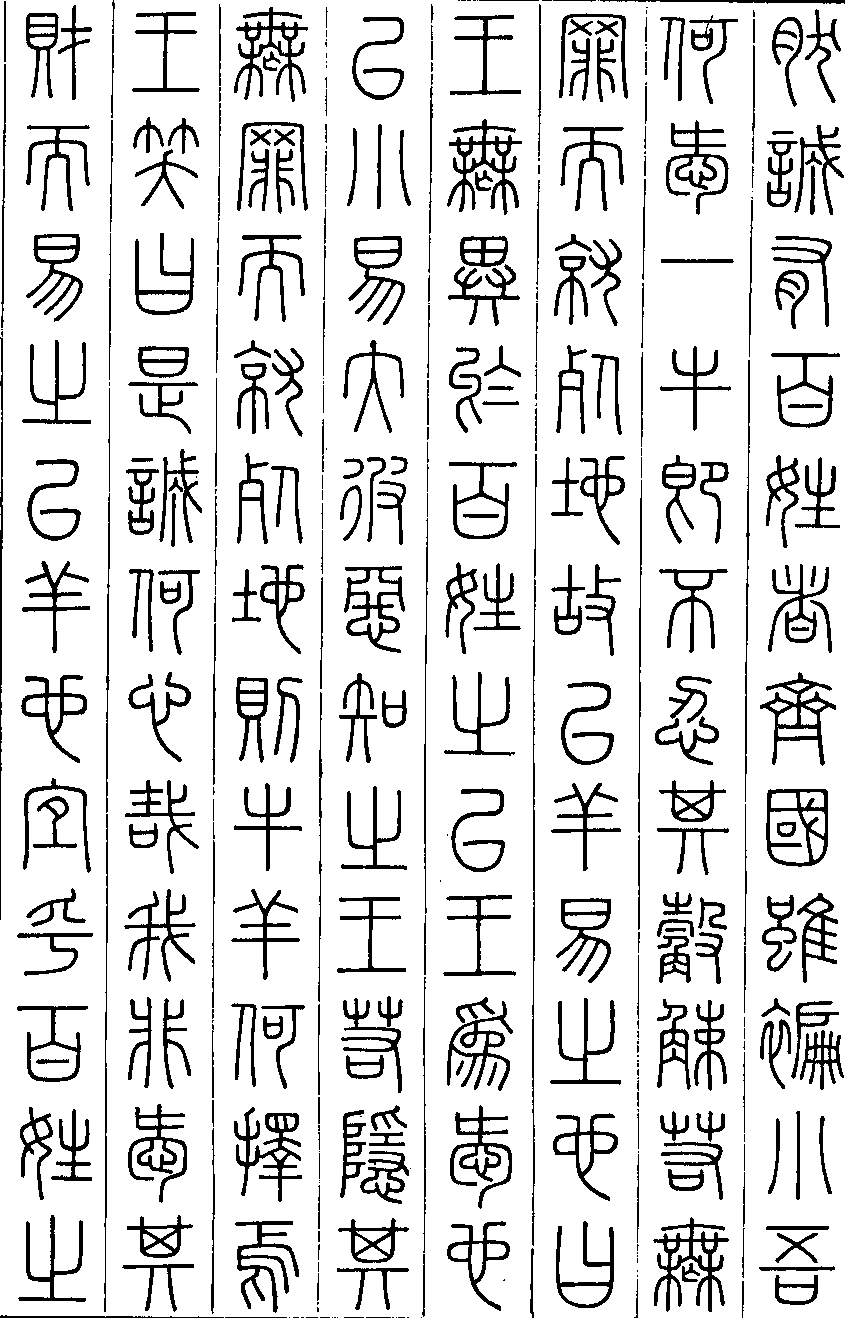 然誠有百姓者齊國雖褊小吾
何愛一牛即不忍其觳觫若無
罪而就死地故以羊易之也曰
王無異於百姓之以王為愛也
以小易大彼惡知之王若隱其
無罪而就死地則牛羊何擇焉
王笑曰是誠何心哉我非愛其
財而易之以羊也宜乎百姓之